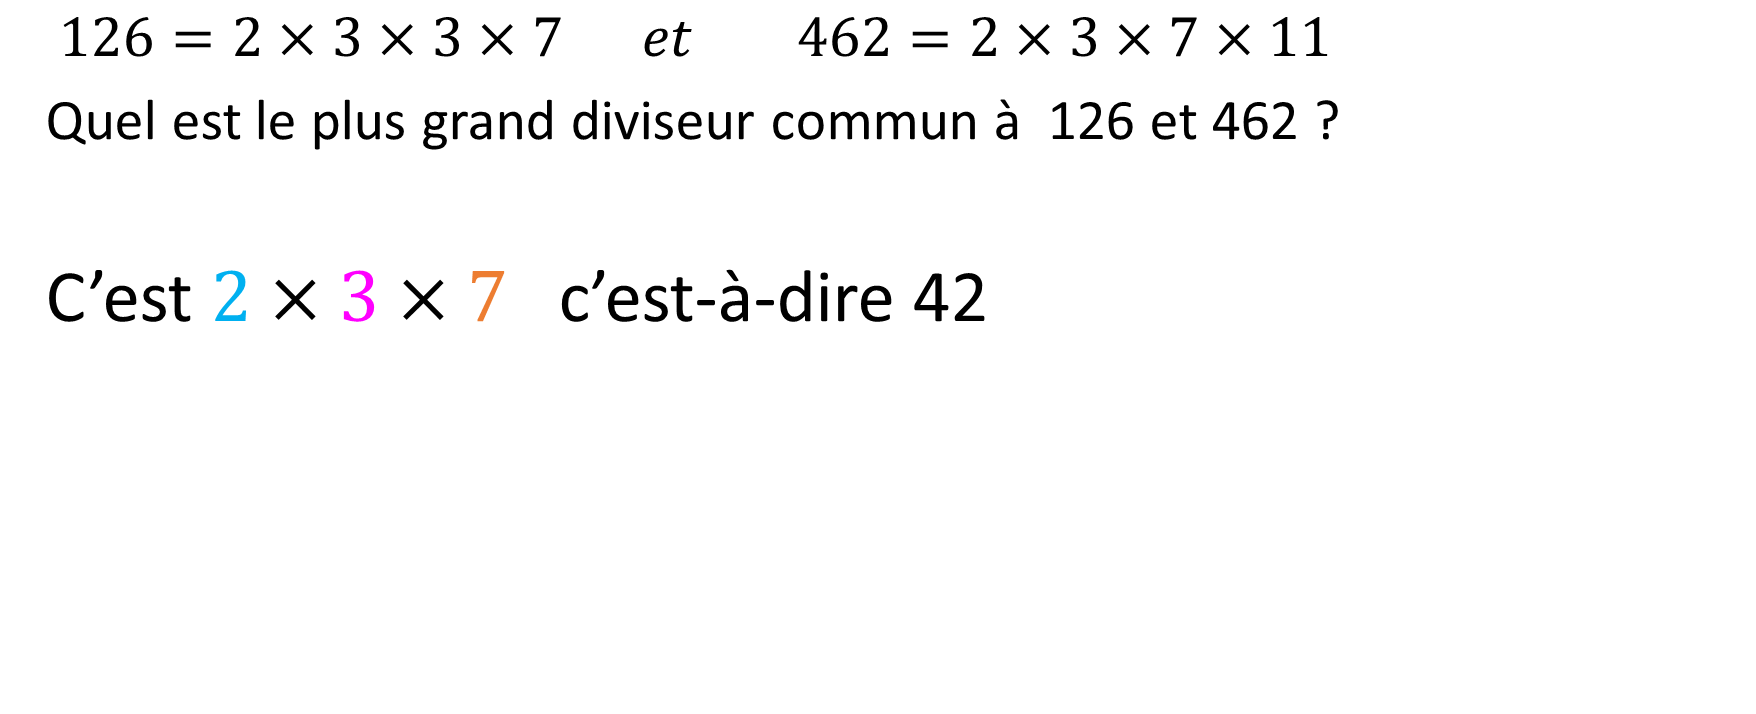 126 = 2 × 3 × 3 × 7 et 462 = 2 × 3 × 7 × 11
Quel est le plus grand diviseur commun à 126 et 462 ?
C’est 2 × 3 × 7 c’est-à-dire 42